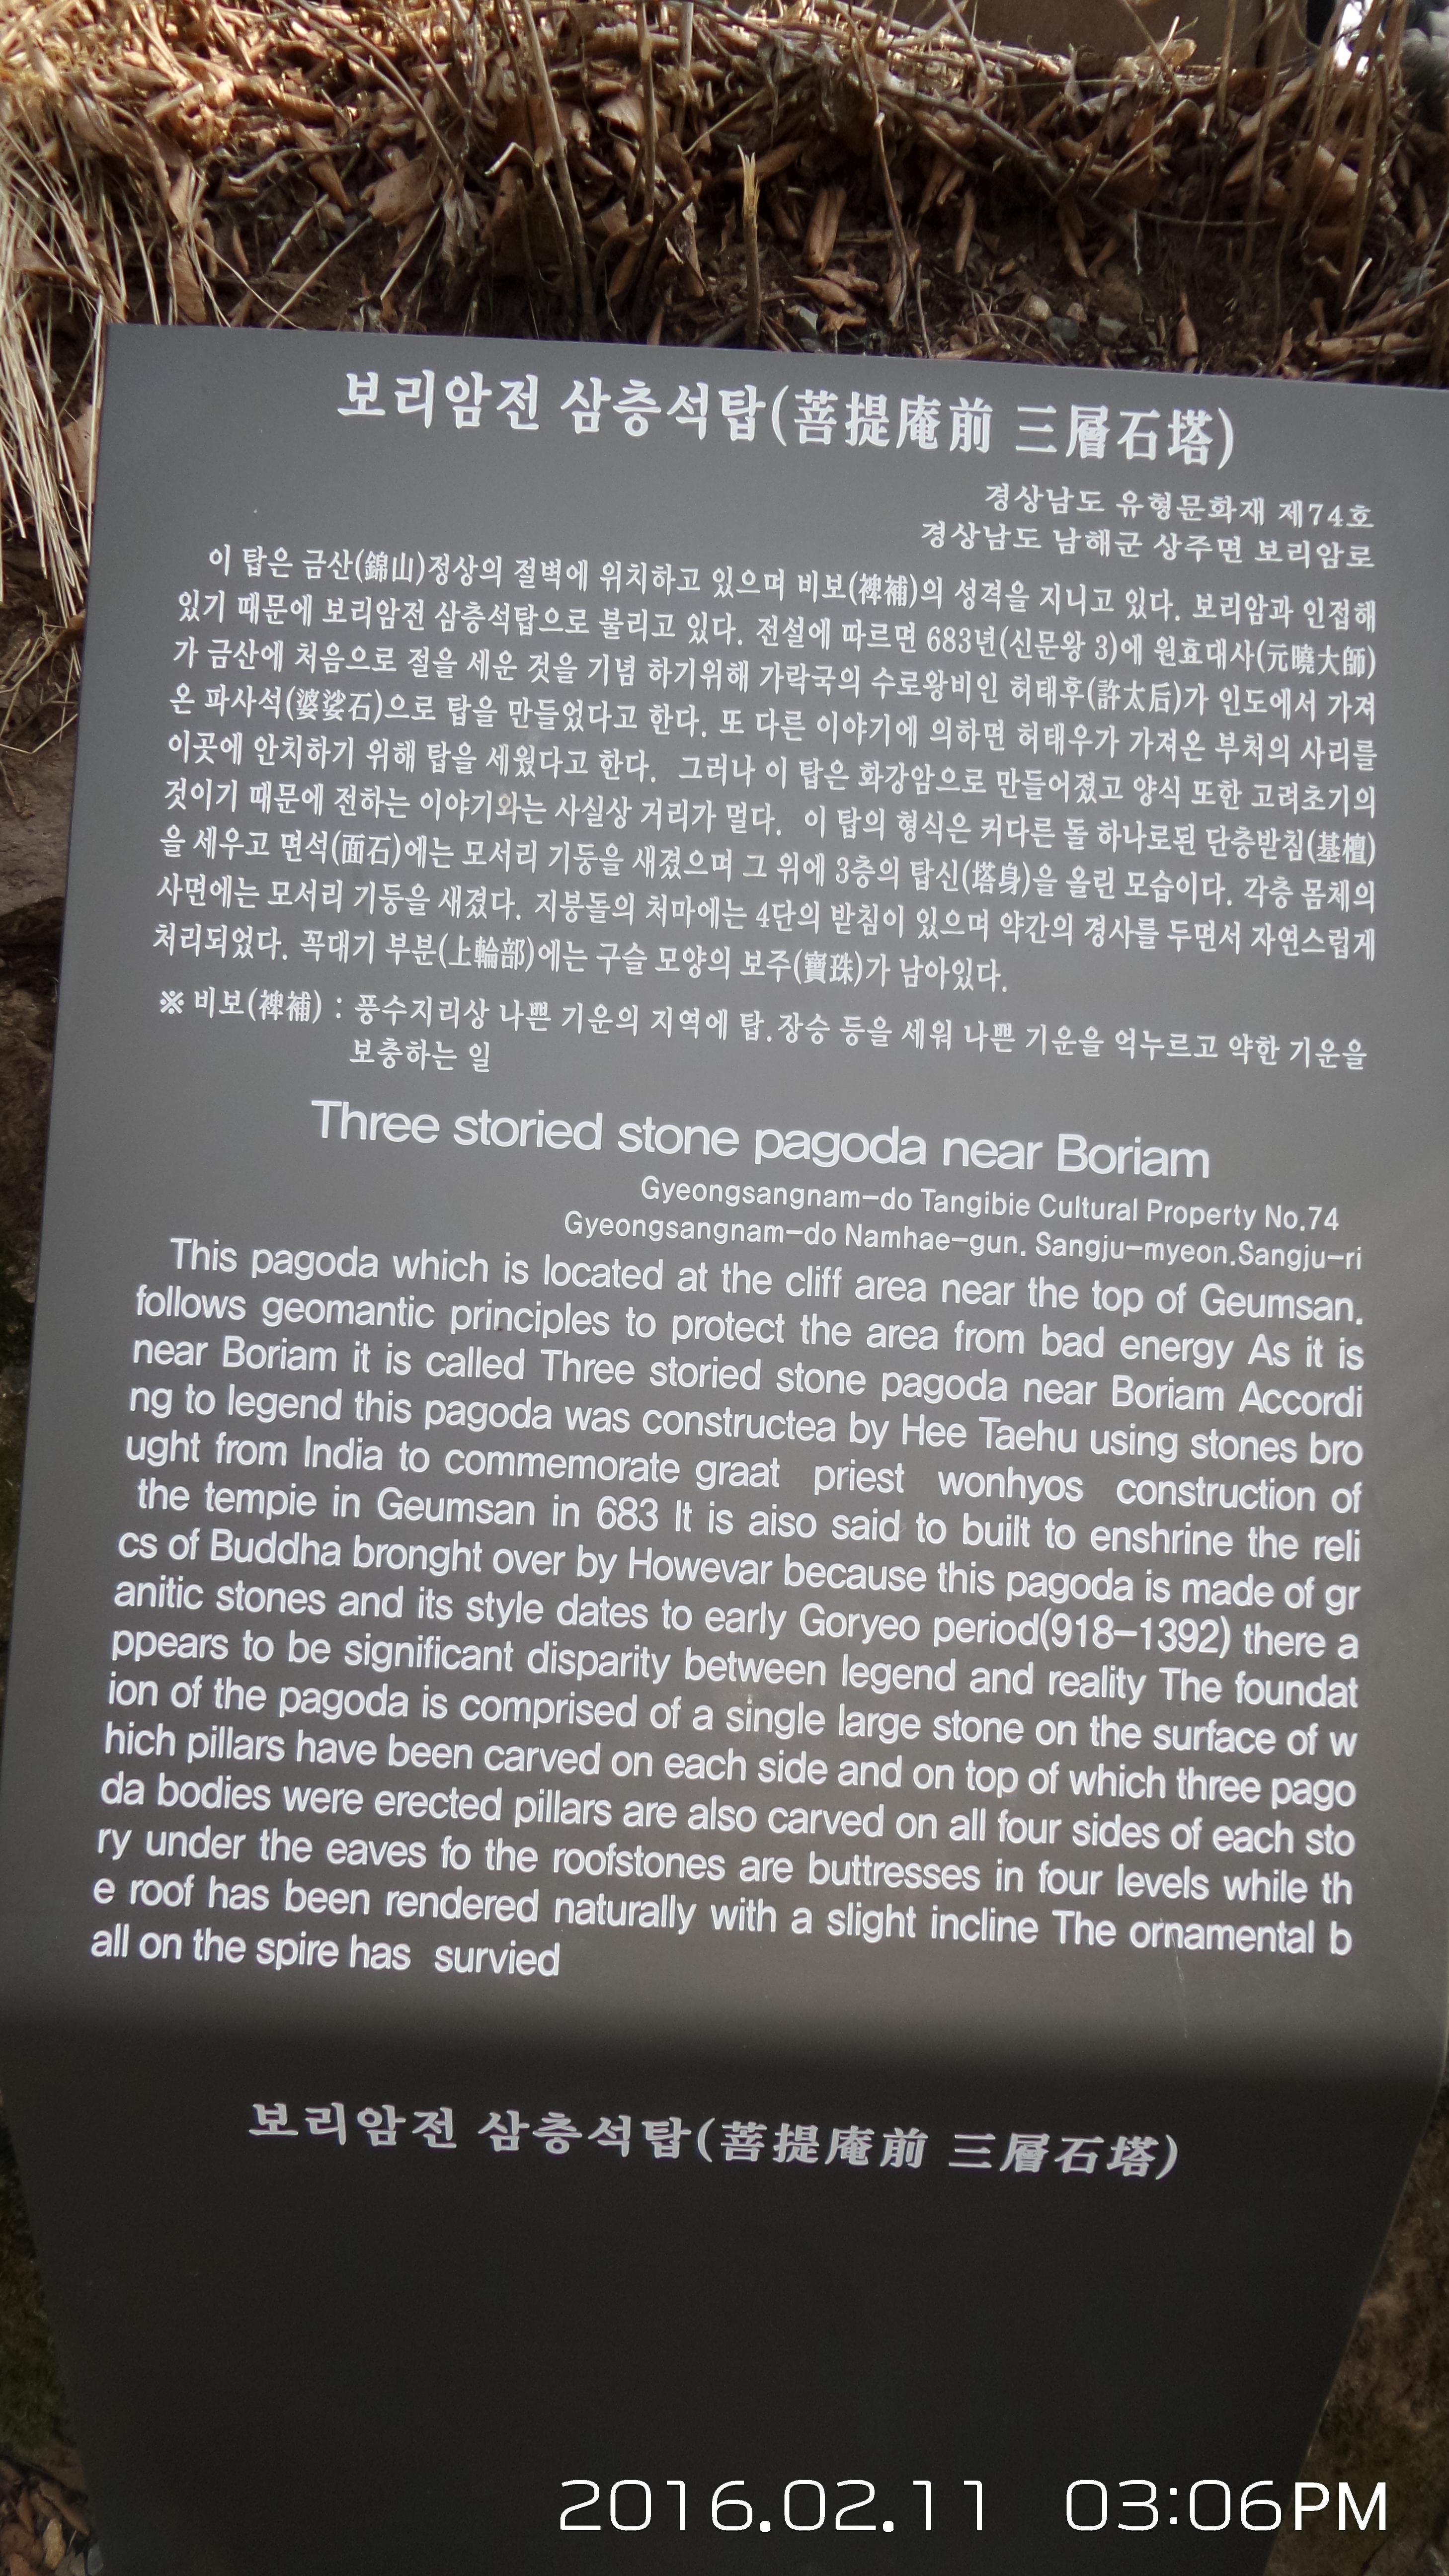 보리암전 삼층석탑(菩提庵前 三層石塔)
경상남도 유형문화재 제74호
경상남도 남해군 상주면 보리암로
이 탑은 금산(錦山)정상의 절벽에 위치하고 있으며 비보(裨補)의 성격을 지니고 있다. 보리암과 인접해
있기 때문에 보리암전 삼층석탑으로 불리고 있다. 전설에 따르면 683년(신문왕 3)에 원효대사(元曉大師)
가 금산에 처음으로 절을 세운 것을 기념 하기위해 가락국의 수로왕비인 허태후(許太后)가 인도에서 가져
온 파사석(婆娑石)으로 탑을 만들었다고 한다. 또 다른 이야기에 의하면 허태우가 가져온 부처의 사리를
이곳에 안치하기 위해 탑을 세웠다고 한다. 그러나 이 탑은 화강암으로 만들어졌고 양식 또한 고려초기의
것이기 때문에 전하는 이야기와는 사실상 거리가 멀다. 이 탑의 형식은 커다른 돌 하나로된 단층받침(基檀)
을 세우고 면석(面石)에는 모서리 기둥을 새겼으며 그 위에 3층의 탑신(塔身)을 올린 모습이다. 각층 몸체의
사면에는 모서리 기둥을 새겼다. 지붕돌의 처마에는 4단의 받침이 있으며 약간의 경사를 두면서 자연스럽게
처리되었다. 꼭대기 부분(上輪部)에는 구슬 모양의 보주(寶珠)가 남아있다.
※ 비보(裨補) : 풍수지리상 나쁜 기운의 지역에 탑.장승 등을 세워 나쁜 기운을 억누르고 약한 기운을
보충하는 일
Three storied stone pagoda near Boriam
Gyeongsangnam-do Tangibie Cultural Property No.74
Gyeongsangnam-do Namhae-gun. Sangju-myeon.Sangju-ri
This pagoda which is located at the cliff area near the top of Geumsan.
follows geomantic principles to protect the area from bad energy As it is
near Boriam it is called Three storied stone pagoda near Boriam Accordi
ng to legend this pagoda was constructea by Hee Taehu using stones bro
ught from India to commemorate graat priest wonhyos construction of
the tempie in Geumsan in 683 It is aiso said to built to enshrine the reli
cs of Buddha bronght over by Howevar because this pagoda is made of gr
anitic stones and its style dates to early Goryeo period(918-1392) there a
ppears to be significant disparity between legend and reality The foundat
ion of the pagoda is comprised of a single large stone on the surface of w
hich pillars have been carved on each side and on top of which three pago
da bodies were erected pillars are also carved on all four sides of each sto
ry under the eaves fo the roofstones are buttresses in four levels while th
e roof has been rendered naturally with a slight incline The ornamental b
all on the spire has survied
보리암전 삼층석탑(菩提庵前 三層石塔)
2016.02.11 03:06PM